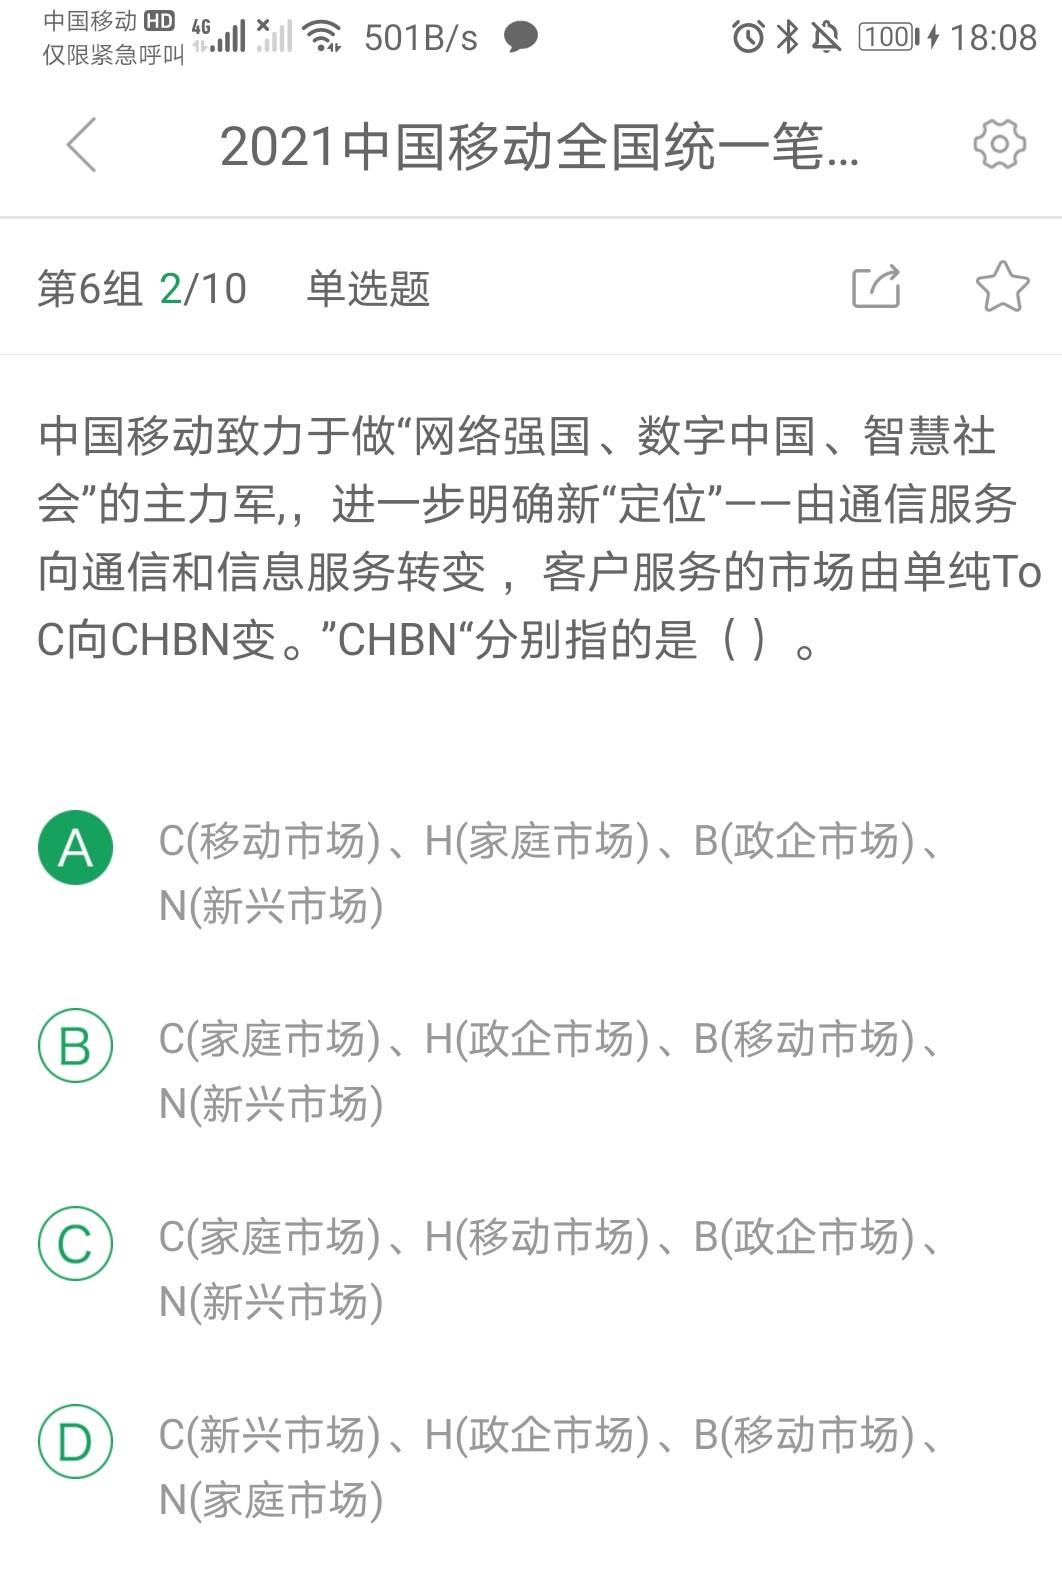 中国移动 HD 4G 501B/s 100 18:08
仅限紧急呼叫
2021中国移动全国统一笔...
第6组 2/10 单选题
中国移动致力于做“网络强国、数字中国、智慧社
会”的主力军,，进一步明确新“定位”——由通信服务
向通信和信息服务转变，客户服务的市场由单纯To
C向CHBN变。”CHBN“分别指的是（）。
A C(移动市场)、H(家庭市场)、B(政企市场)、
N(新兴市场)
B C(家庭市场)、H(政企市场)、B(移动市场)、
N(新兴市场)
C C(家庭市场)、H(移动市场)、B(政企市场)、
N(新兴市场)
D C(新兴市场)、H(政企市场)、B(移动市场)、
N(家庭市场)